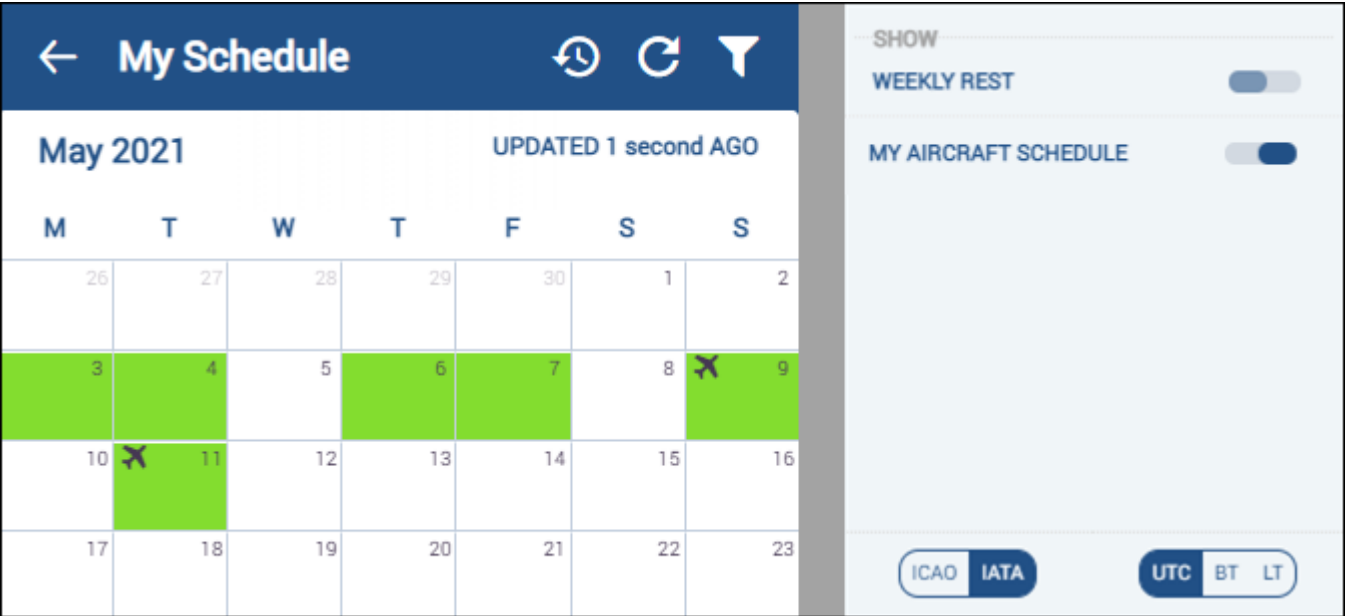 My Schedule
May 2021
UPDATED 1 second AGO
M T W T F S S
26 27 28 29 30 1 2
3 4 5 6 7 8 9
10 11 12 13 14 15 16
17 18 19 20 21 22 23
SHOW
WEEKLY REST
MY AIRCRAFT SCHEDULE
ICAO IATA
UTC BT LT